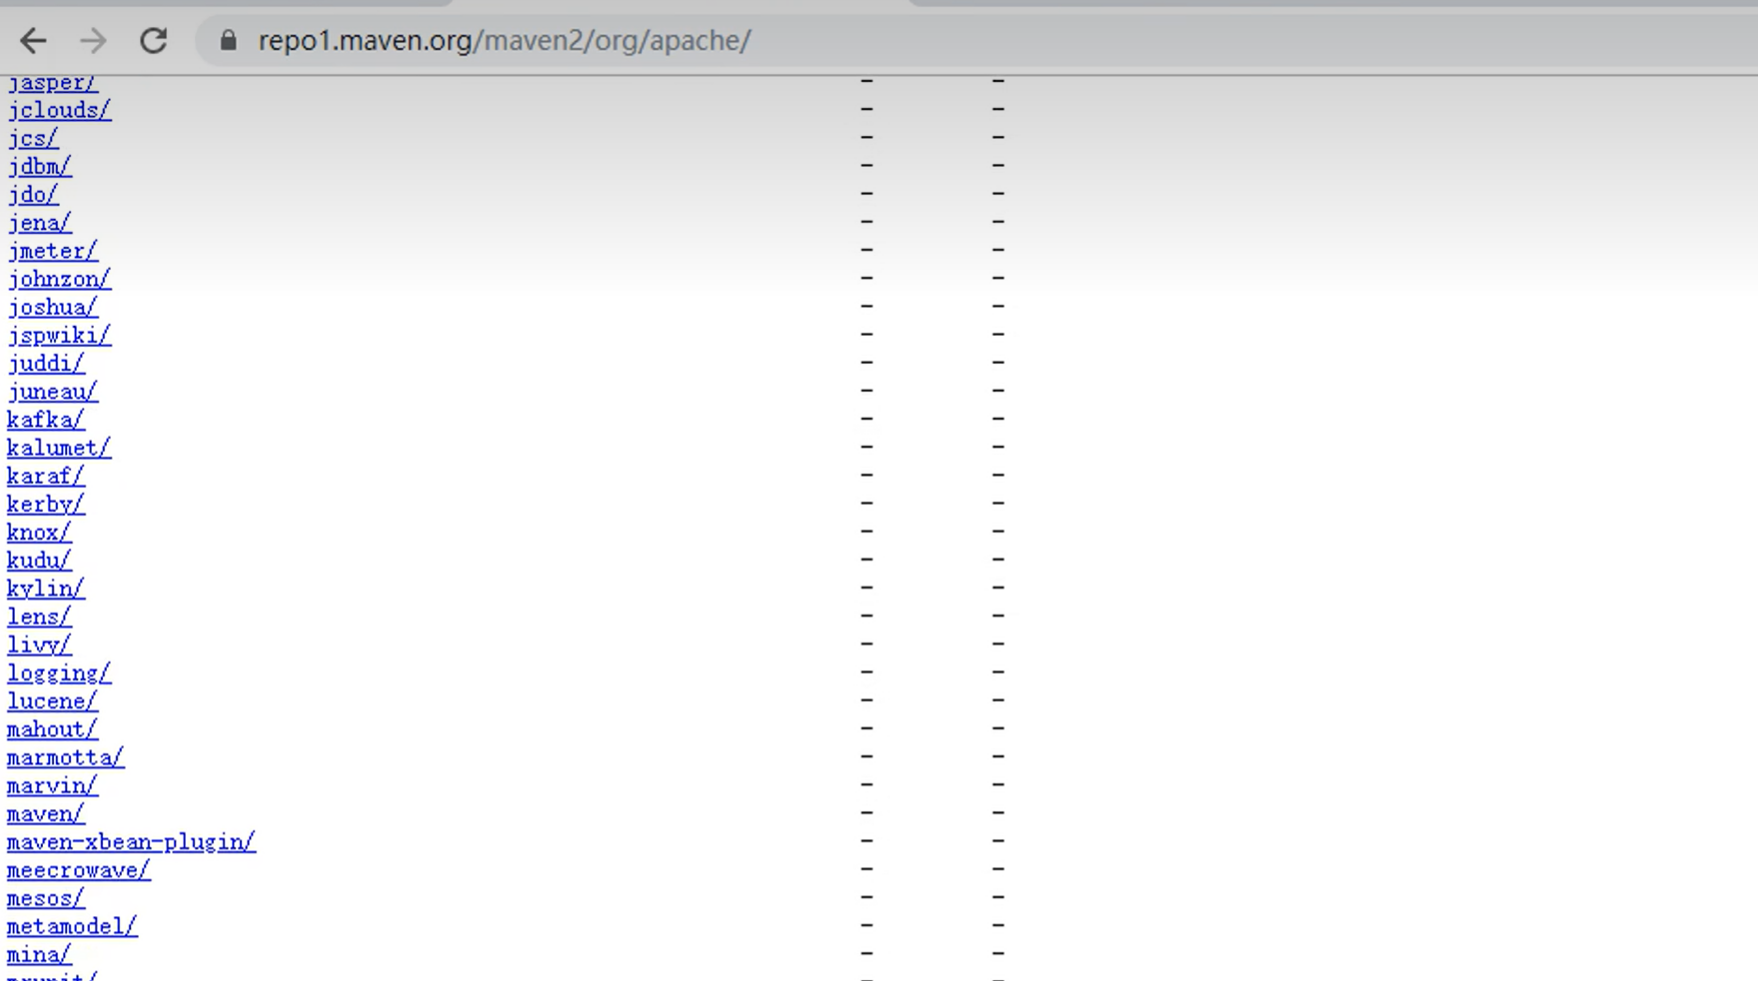 repo1.maven.org/maven2/org/apache/
jasper/ - -
jclouds/ - -
jcs/ - -
jdbm/ - -
jdo/ - -
jena/ - -
jmeter/ - -
johnzon/ - -
joshua/ - -
jspwiki/ - -
juddi/ - -
juneau/ - -
kafka/ - -
kalumet/ - -
karaf/ - -
kerby/ - -
knox/ - -
kudu/ - -
kylin/ - -
lens/ - -
livy/ - -
logging/ - -
lucene/ - -
mahout/ - -
marmotta/ - -
marvin/ - -
maven/ - -
maven-xbean-plugin/ - -
meecrowave/ - -
mesos/ - -
metamodel/ - -
mina/ - -